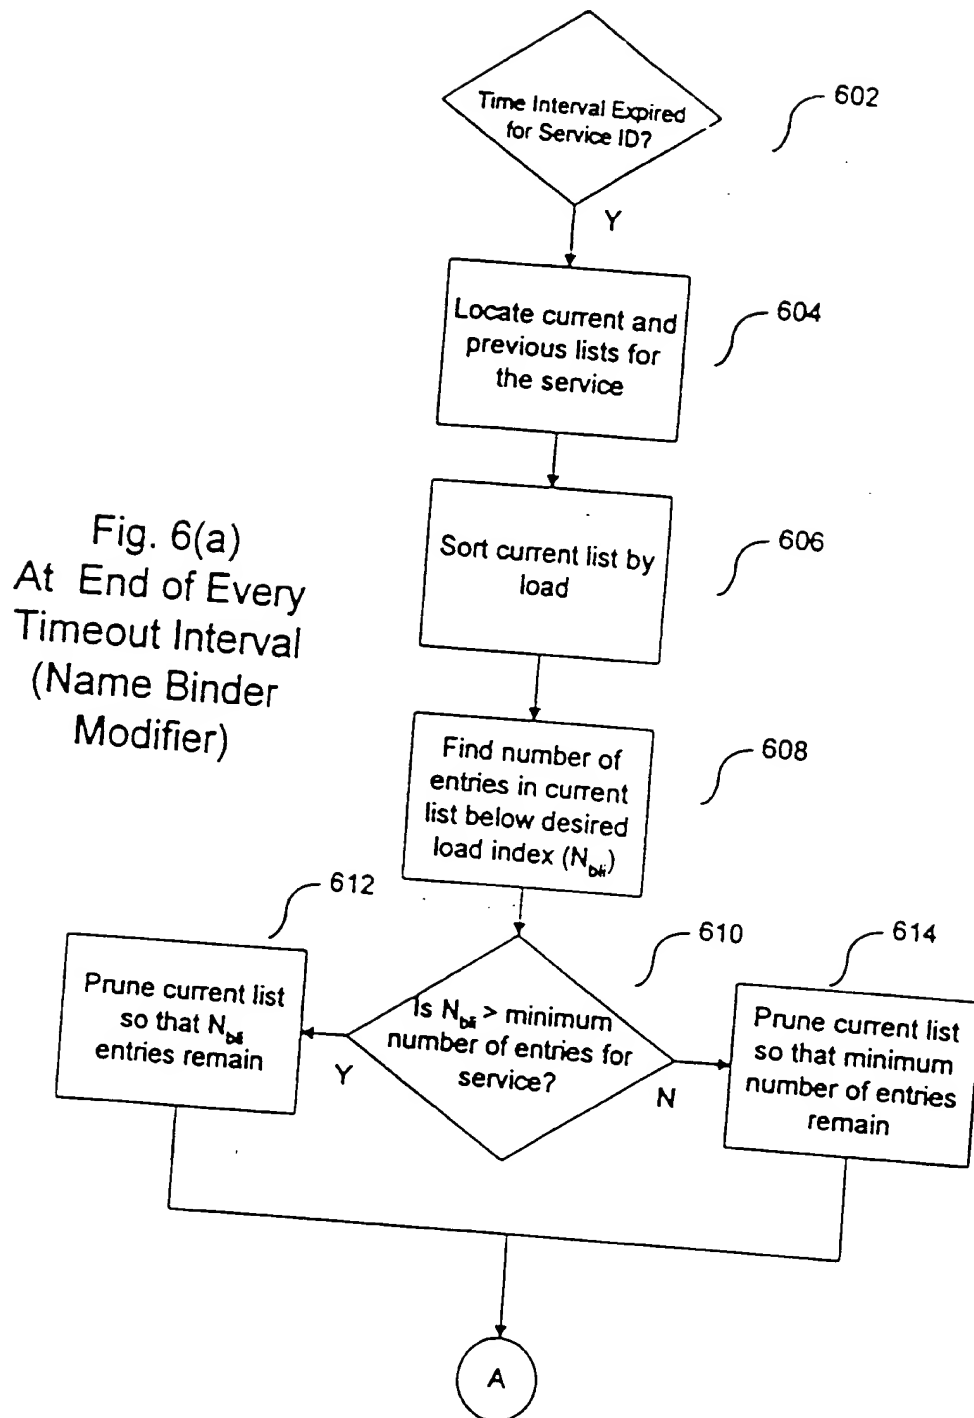 Time Interval Expired
for Service ID?
602
Y
Locate current and
previous lists for
the service
604
Sort current list by
load
606
Fig. 6(a)
At End of Every
Timeout Interval
(Name Binder
Modifier)
Find number of
entries in current
list below desired
load index (Nbli)
608
612
Prune current list
so that Nbli
entries remain
610
Is Nbli > minimum
number of entries for
service?
Y
N
614
Prune current list
so that minimum
number of entries
remain
A